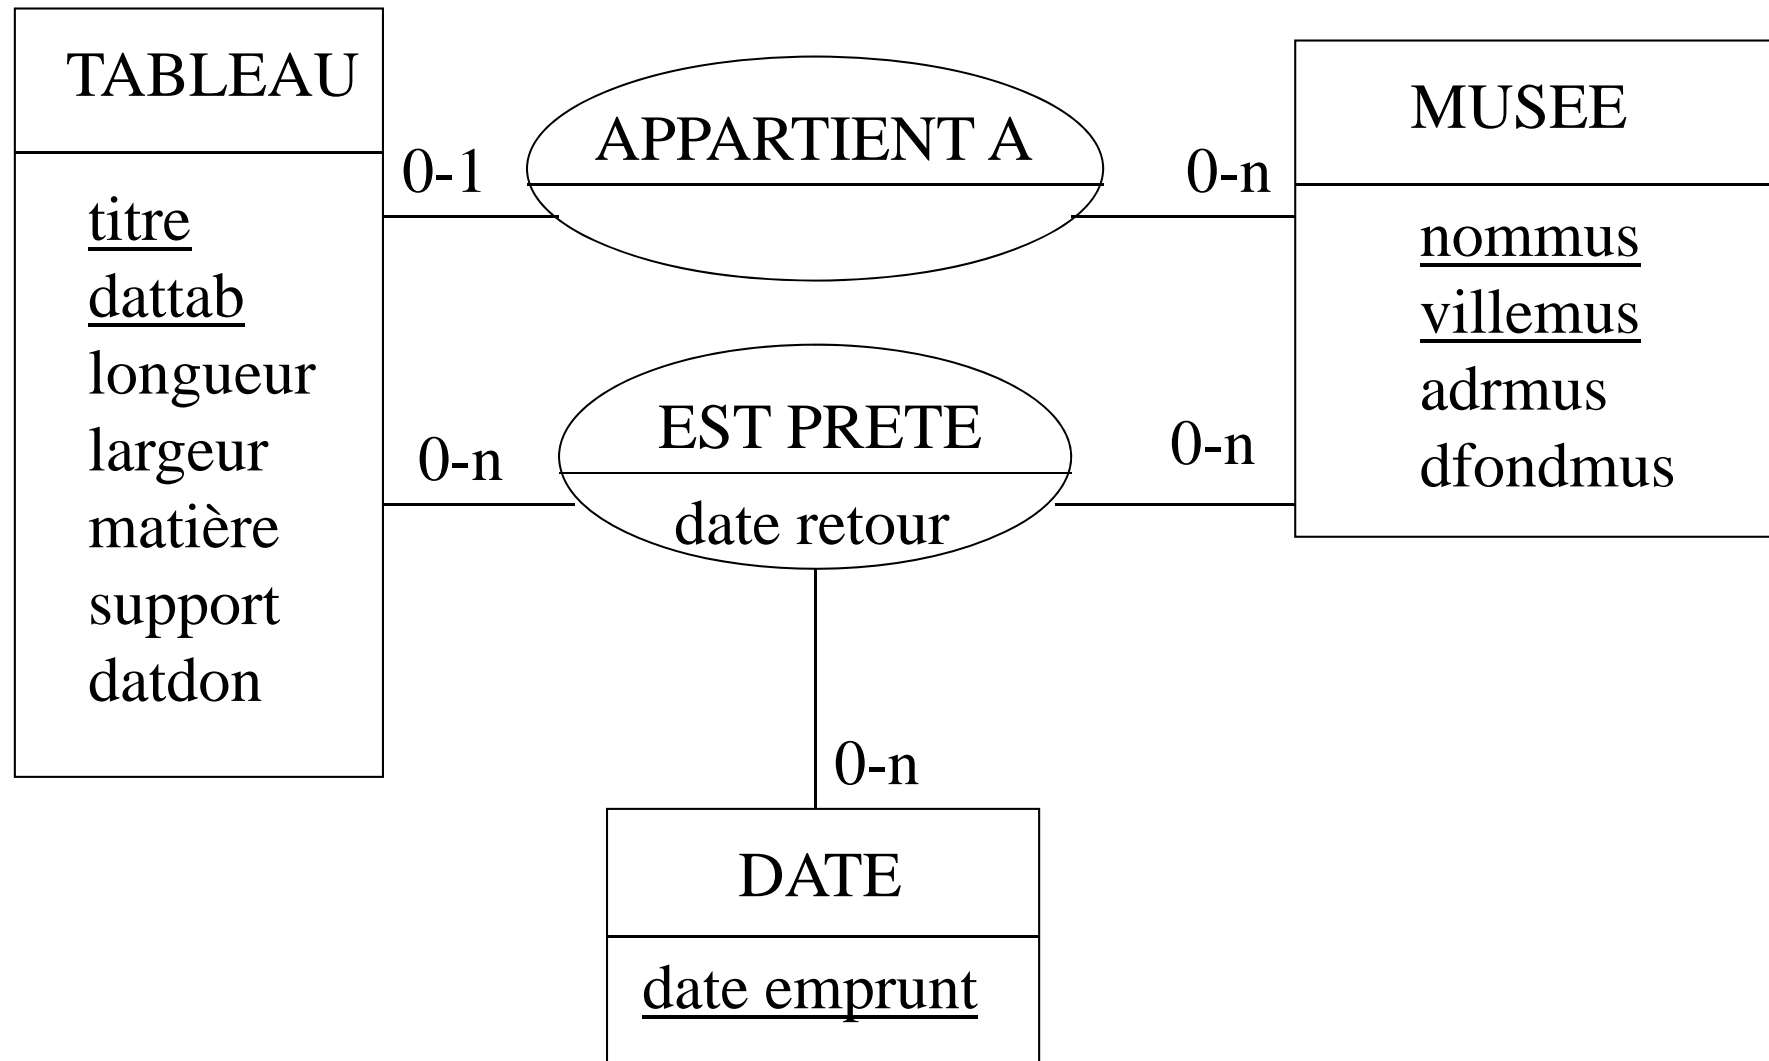 TABLEAU
titre
dattab
longueur
largeur
matière
support
datdon
0-1
APPARTIENT A
0-n
MUSEE
nommus
villemus
adrmus
dfondmus
0-n
EST PRETE
date retour
0-n
0-n
DATE
date emprunt